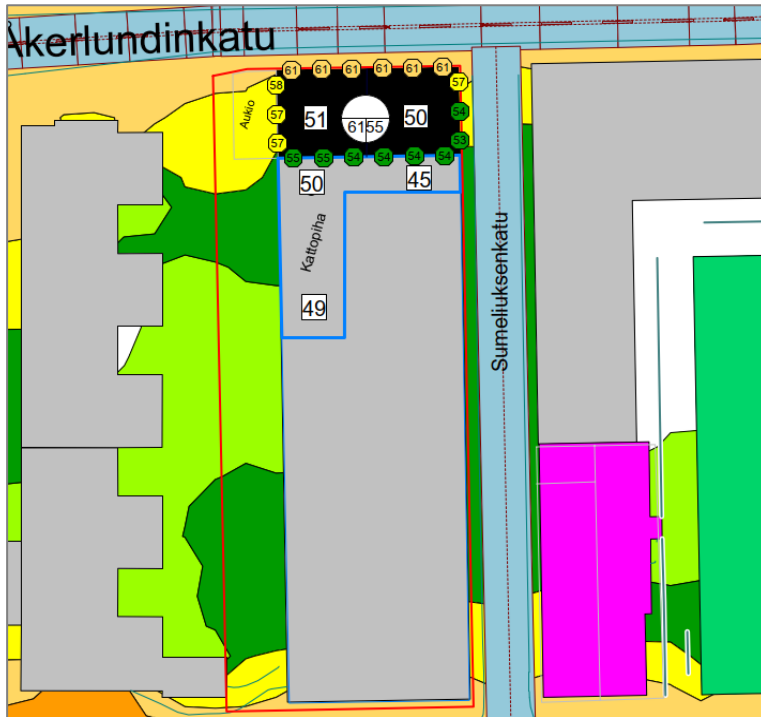 Åkerlundinkatu
61 61 61 61 61 61
58 57
Aukio 57 51 61 55 50 54
57 53
55 55 54 54 54 54
50 45
Kattopiha
Sumeliuksenkatu
49